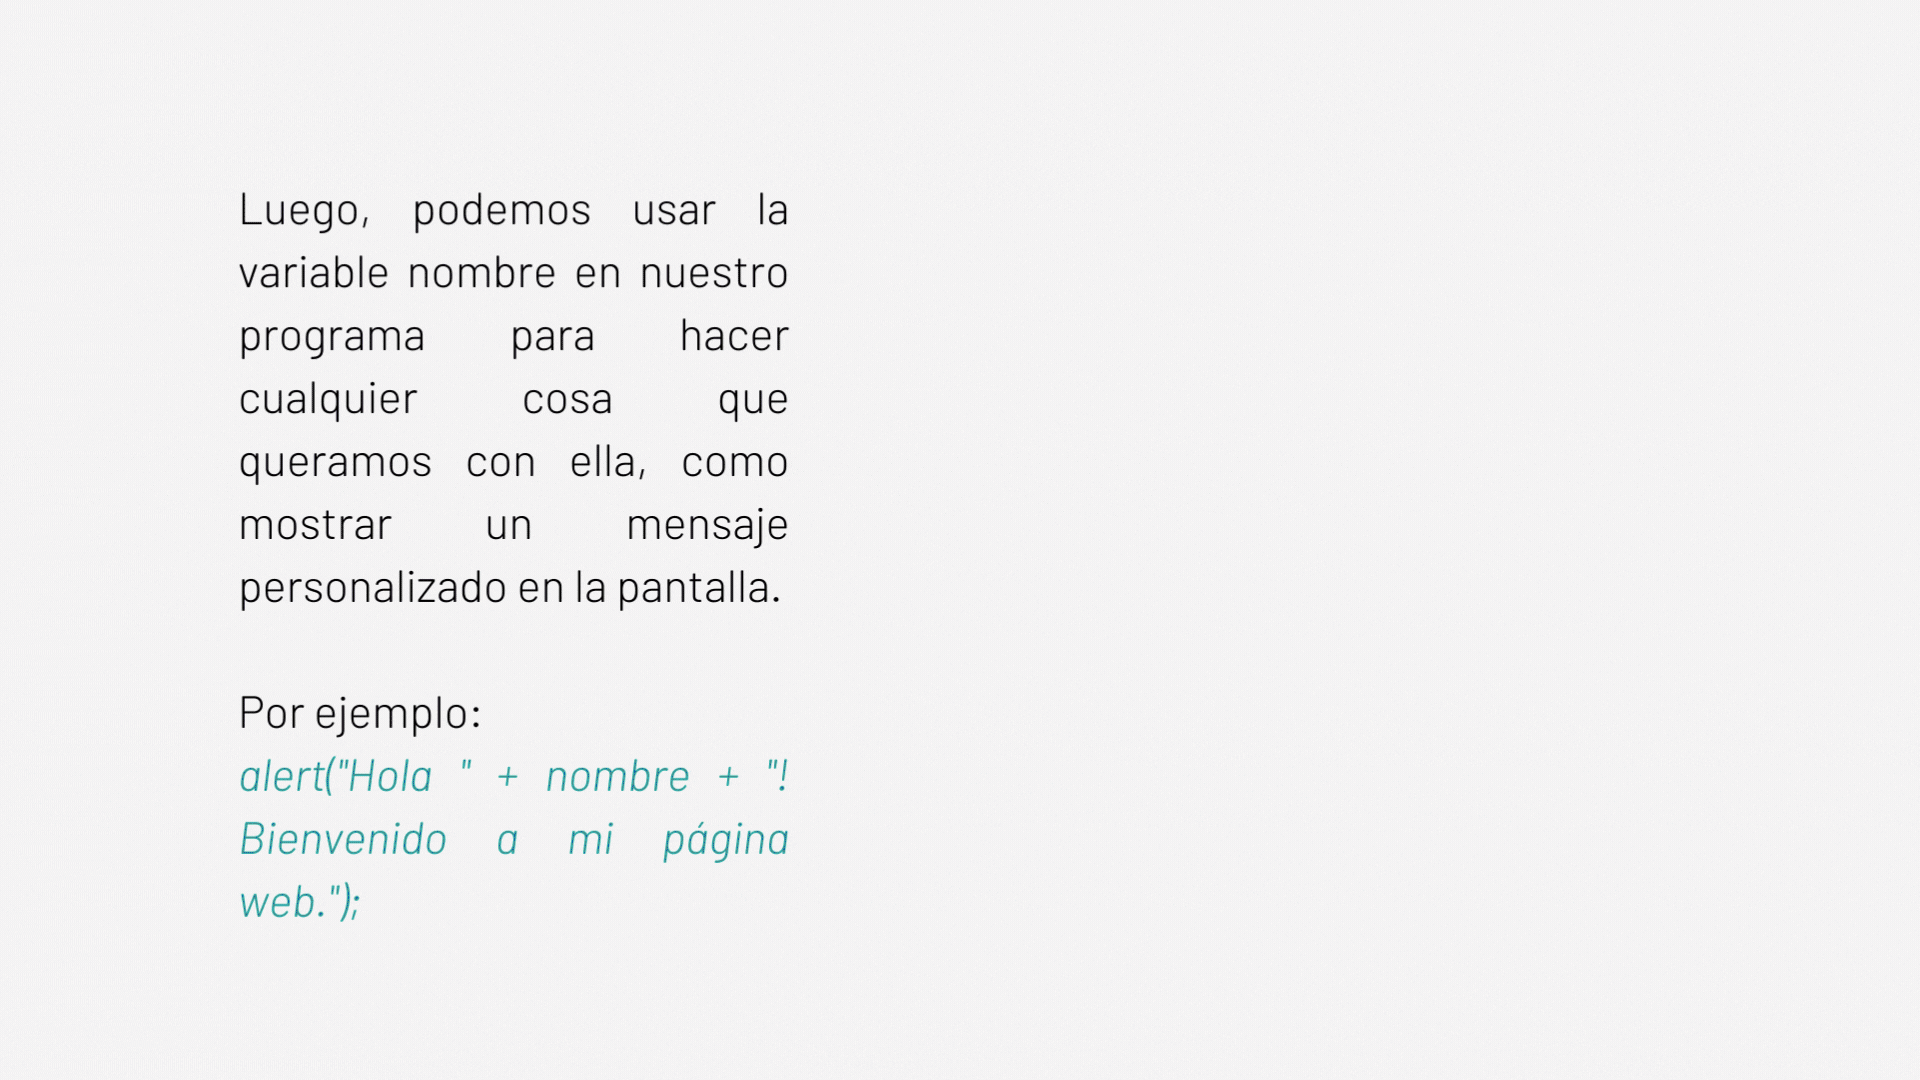 Luego, podemos usar la
variable nombre en nuestro
programa para hacer
cualquier cosa que
queramos con ella, como
mostrar un mensaje
personalizado en la pantalla.
Por ejemplo:
alert("Hola " + nombre + "!
Bienvenido a mi página
web.");